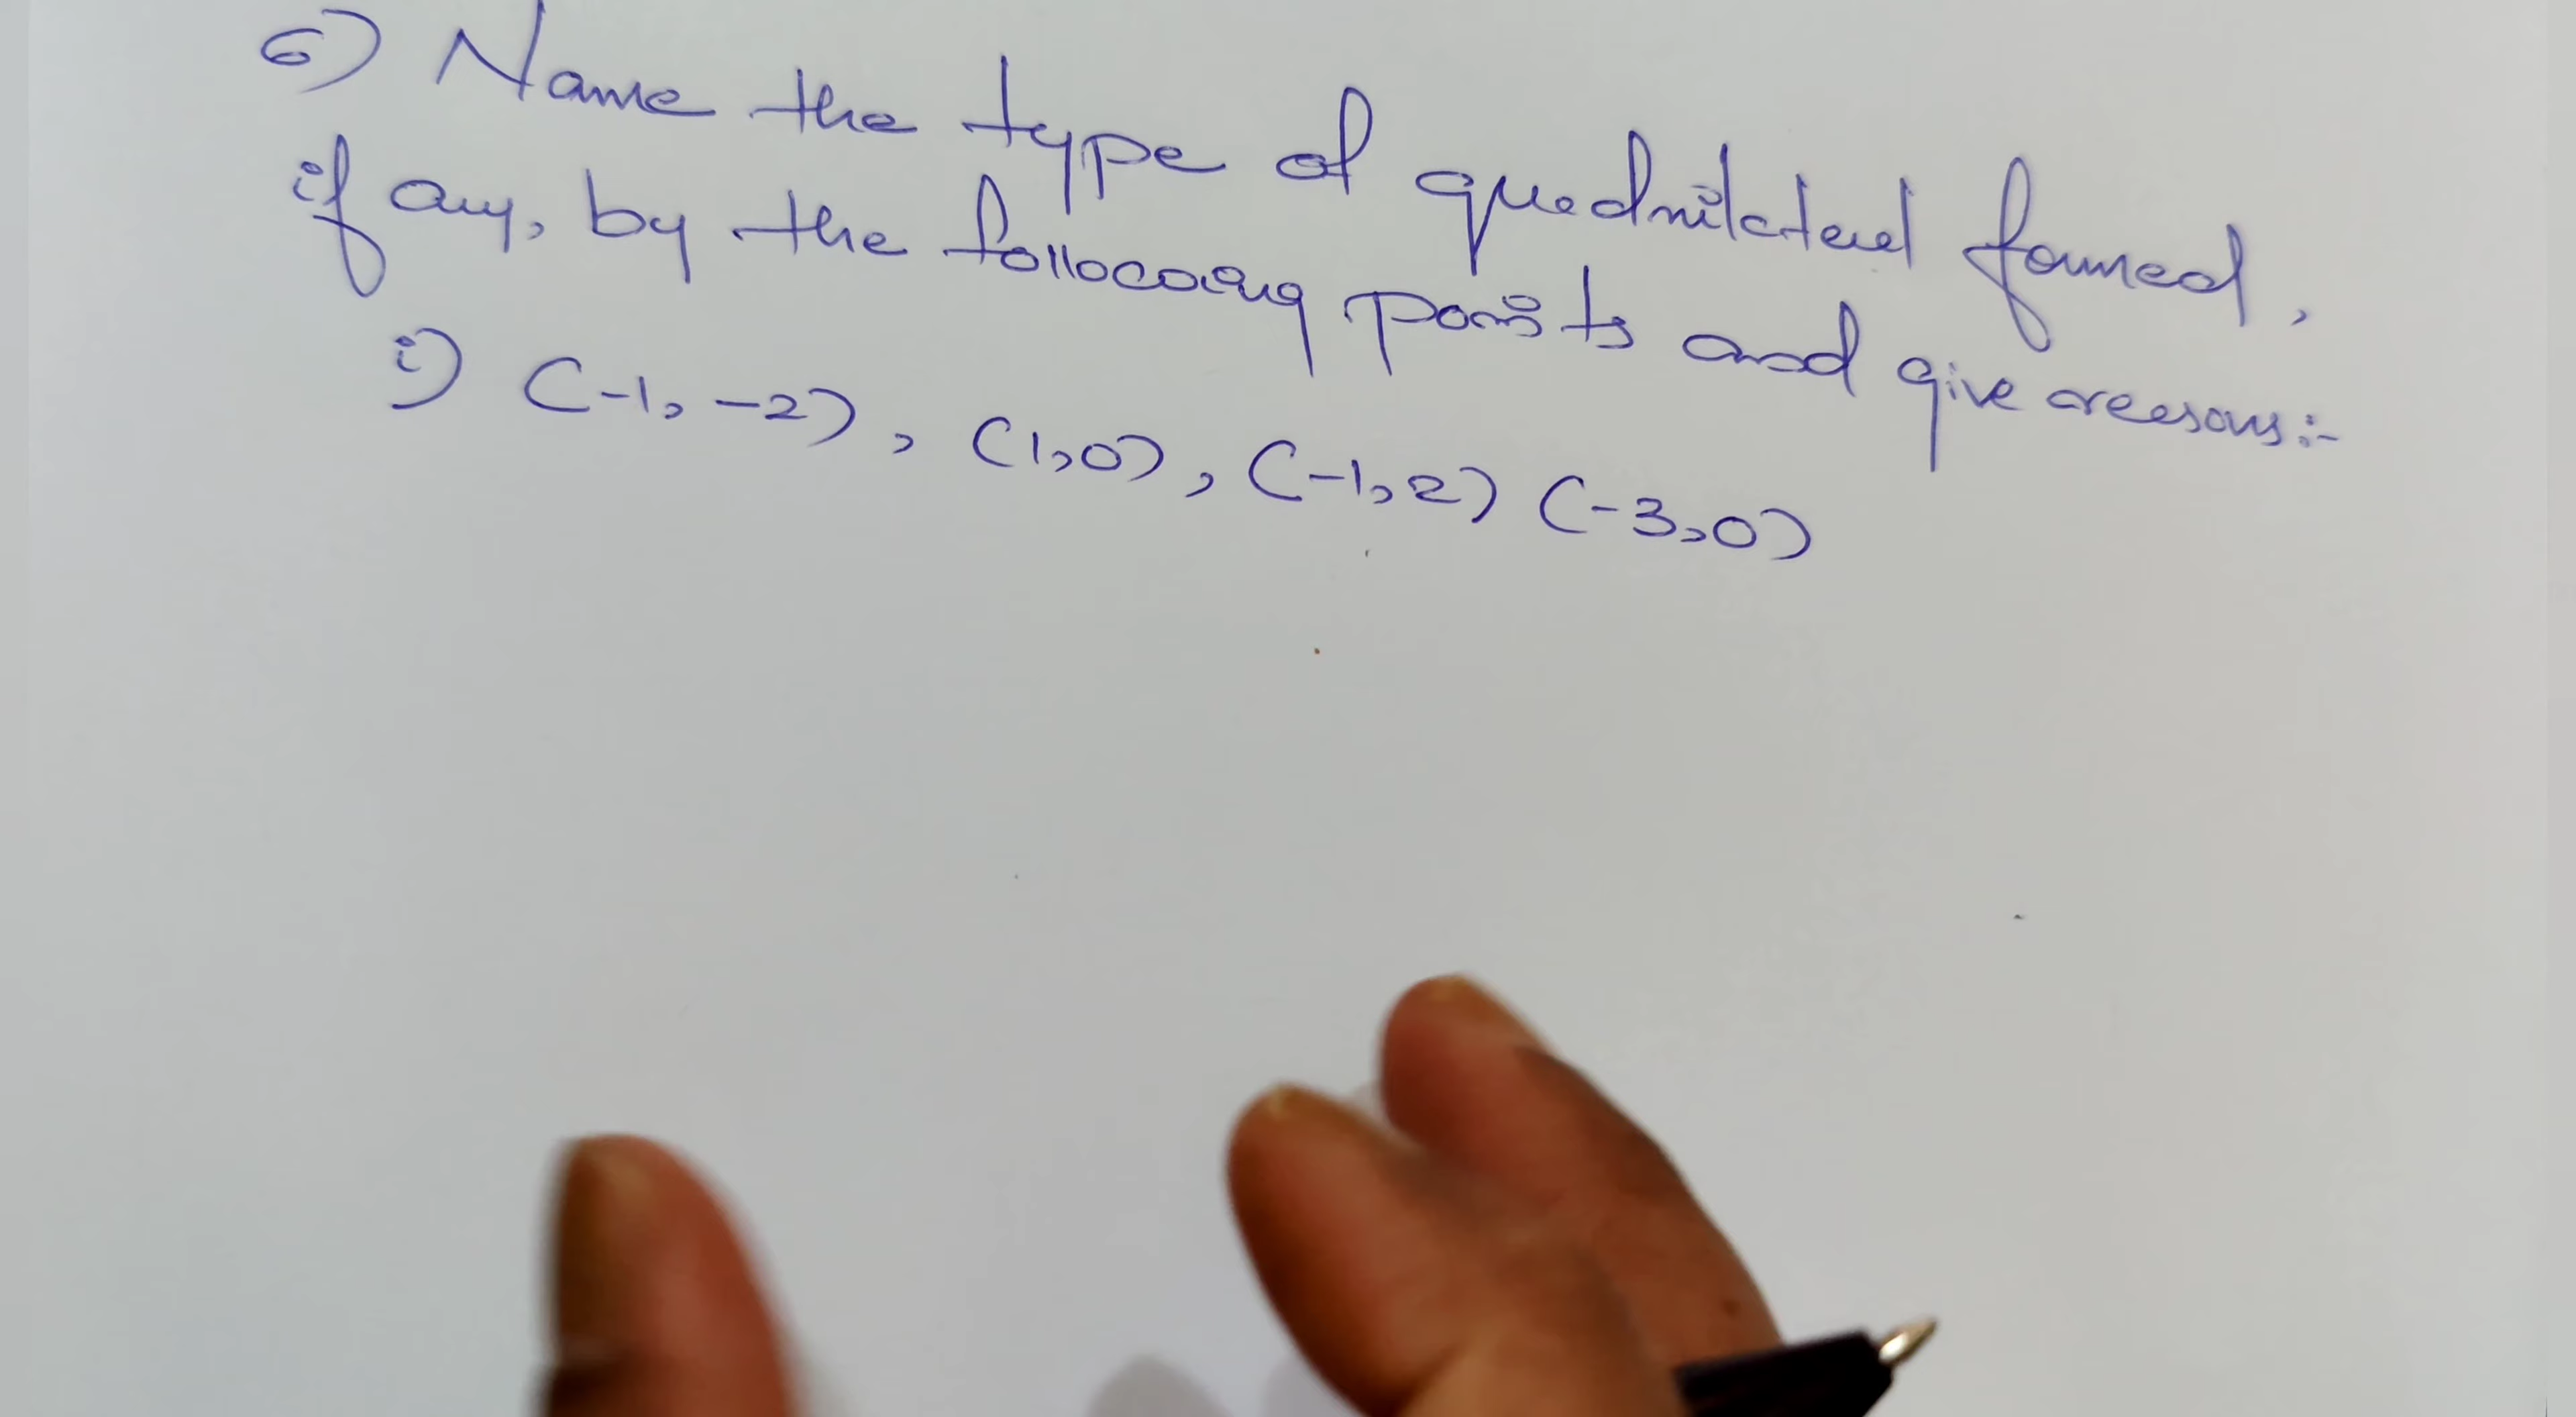 6) Name the type of quadrilateral formed,
if any, by the following points and give reasons:-
i) (-1, -2), (1,0), (-1,2) (-3,0)